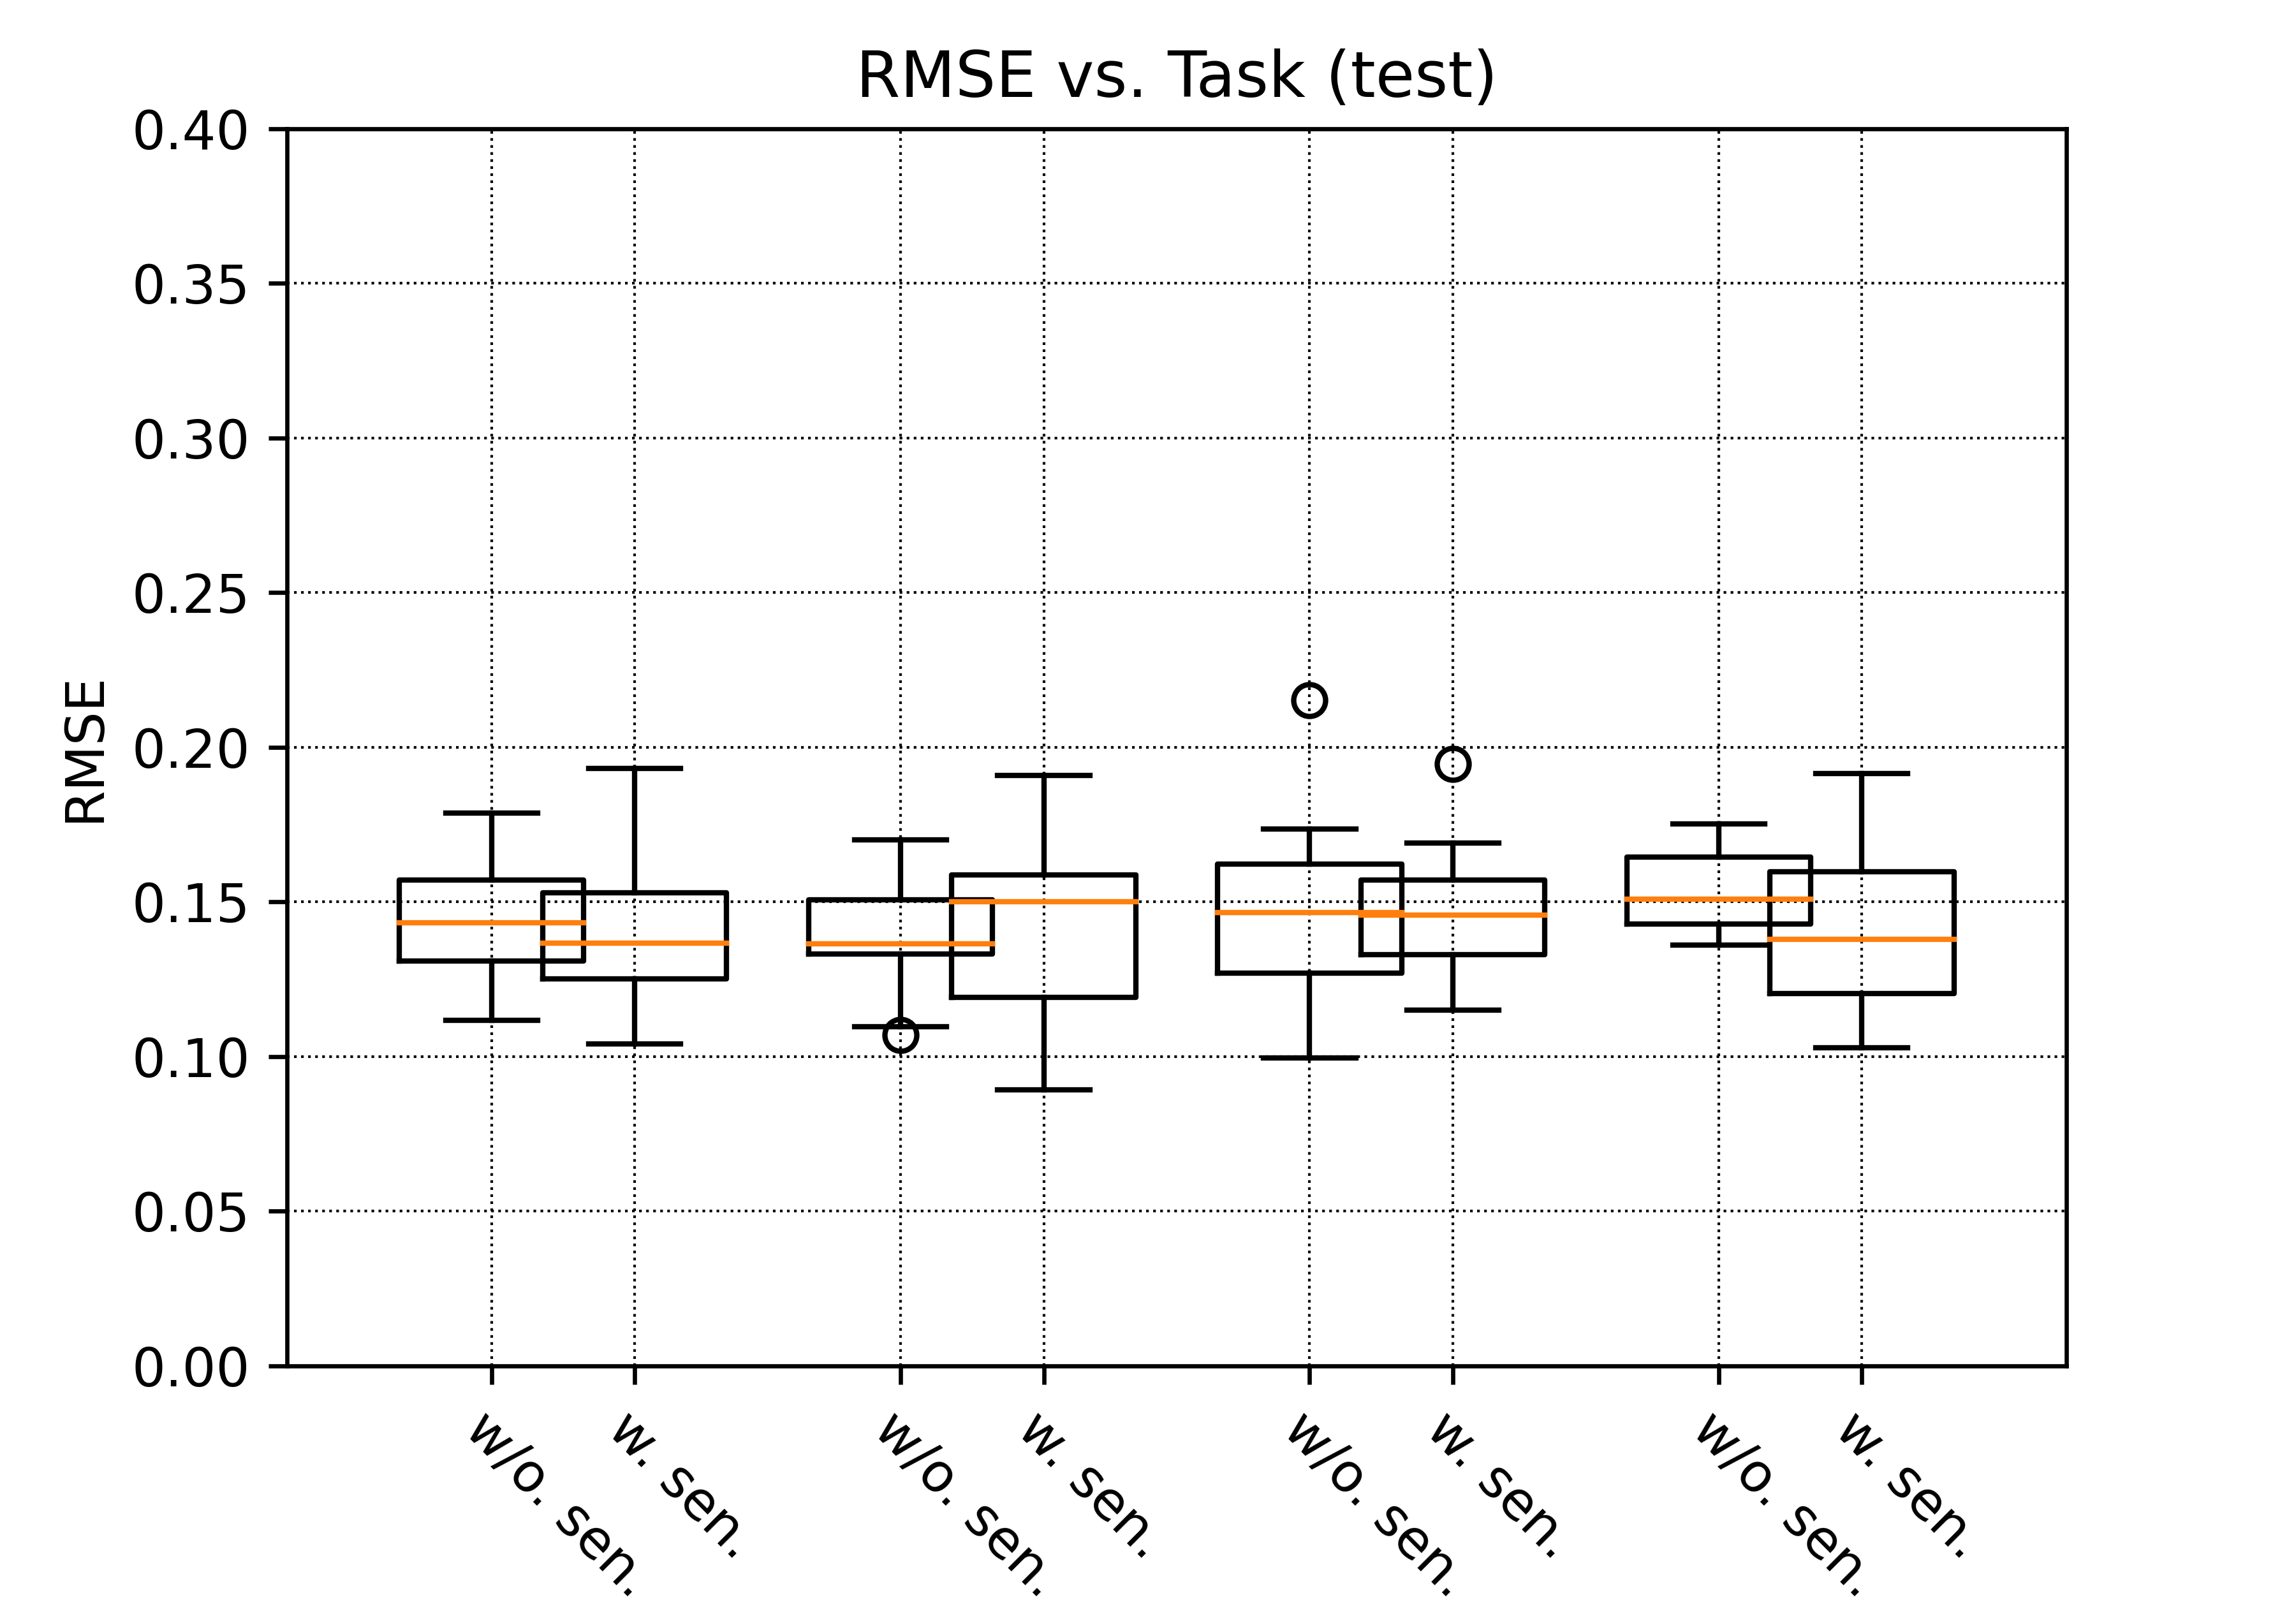 RMSE vs. Task (test)
0.40
0.35
0.30
0.25
0.20
0.15
0.10
0.05
0.00
RMSE
w/o. sen.
w. sen.
w/o. sen.
w. sen.
w/o. sen.
w. sen.
w/o. sen.
w. sen.